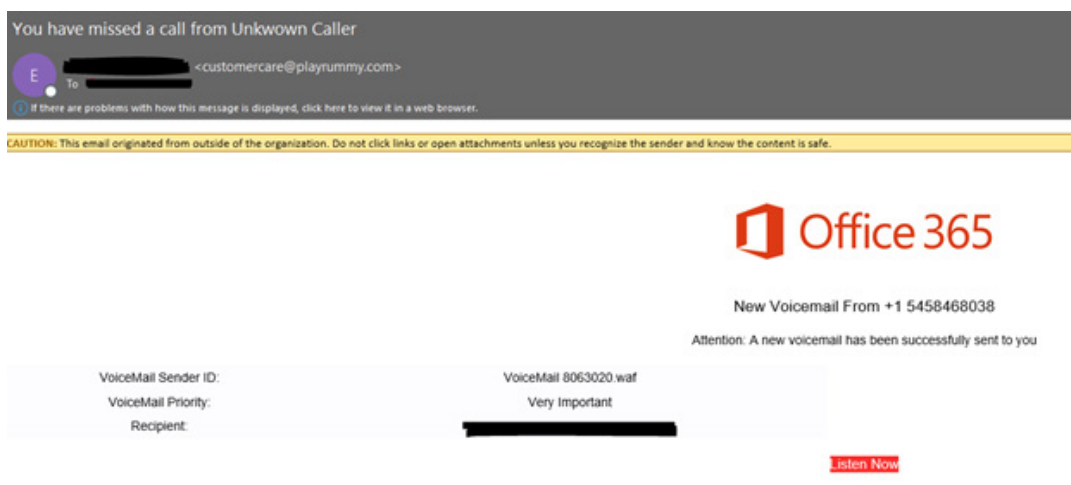 You have missed a call from Unkwown Caller
E
<customercare@playrummy.com>
To
If there are problems with how this message is displayed, click here to view it in a web browser.
CAUTION: This email originated from outside of the organization. Do not click links or open attachments unless you recognize the sender and know the content is safe.
Office 365
New Voicemail From +1 5458468038
Attention: A new voicemail has been successfully sent to you
VoiceMail Sender ID: VoiceMail 8063020.waf
VoiceMail Priority: Very Important
Recipient:
Listen Now